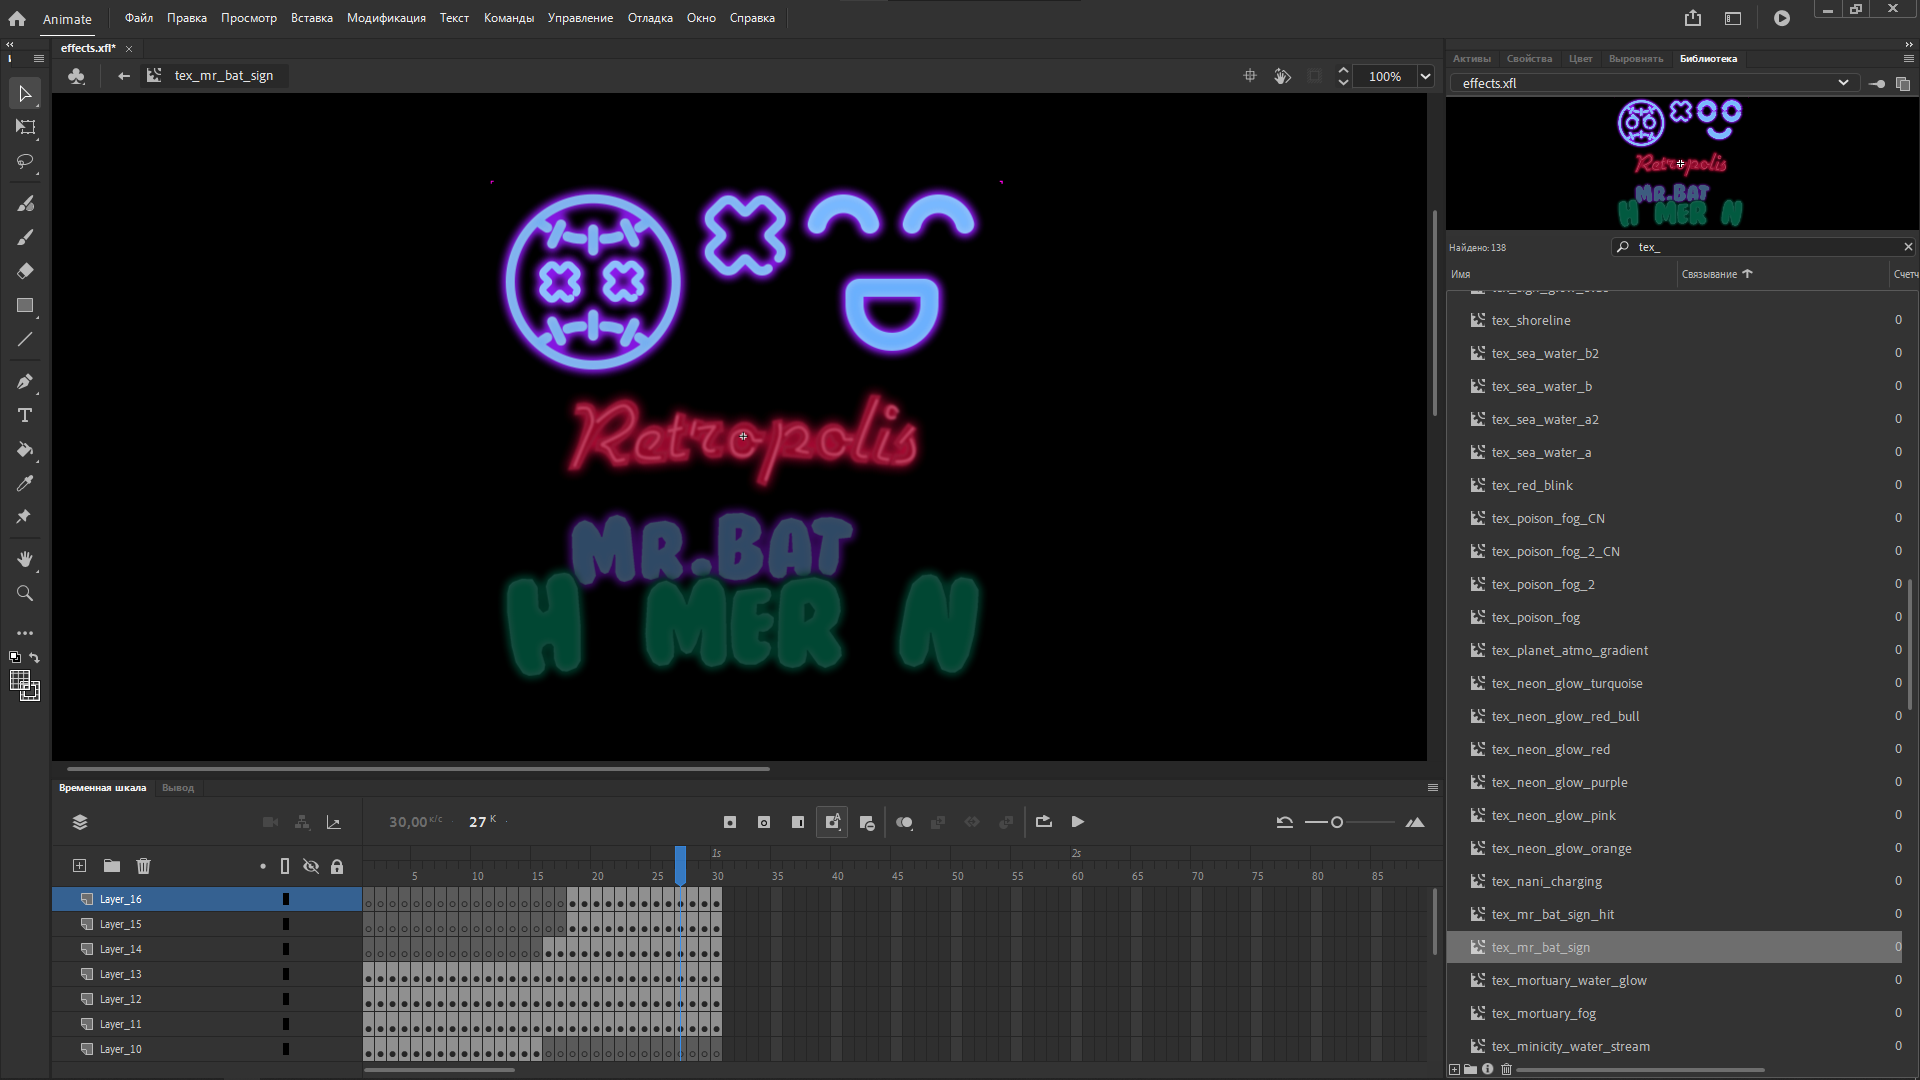 Animate
Файл Правка Просмотр Вставка Модификация Текст Команды Управление Отладка Окно Справка
effects.xfl*
tex_mr_bat_sign
100%
Retropolis
MR.BAT
H MER N
Временная шкала Вывод
30,00 к/с 27 К
1s 2s
5 10 15 20 25 30 35 40 45 50 55 60 65 70 75 80 85
Layer_16
Layer_15
Layer_14
Layer_13
Layer_12
Layer_11
Layer_10
Активы Свойства Цвет Выровнять Библиотека
effects.xfl
Retropolis
MR.BAT
H MER N
Найдено: 138
tex_
Имя Связывание Счетч
tex_shoreline 0
tex_sea_water_b2 0
tex_sea_water_b 0
tex_sea_water_a2 0
tex_sea_water_a 0
tex_red_blink 0
tex_poison_fog_CN 0
tex_poison_fog_2_CN 0
tex_poison_fog_2 0
tex_poison_fog 0
tex_planet_atmo_gradient 0
tex_neon_glow_turquoise 0
tex_neon_glow_red_bull 0
tex_neon_glow_red 0
tex_neon_glow_purple 0
tex_neon_glow_pink 0
tex_neon_glow_orange 0
tex_nani_charging 0
tex_mr_bat_sign_hit 0
tex_mr_bat_sign 0
tex_mortuary_water_glow 0
tex_mortuary_fog 0
tex_minicity_water_stream 0